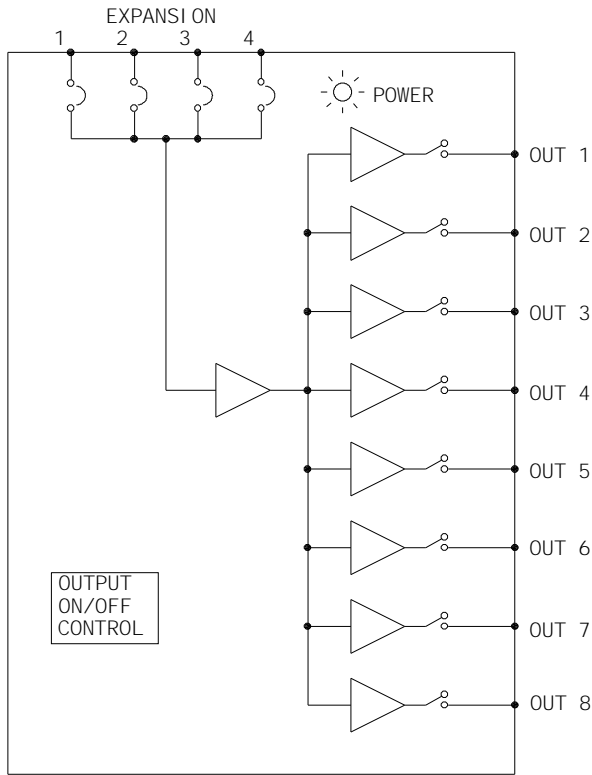 EXPANSION
1 2 3 4
POWER
OUT 1
OUT 2
OUT 3
OUT 4
OUT 5
OUT 6
OUT 7
OUT 8
OUTPUT
ON/OFF
CONTROL